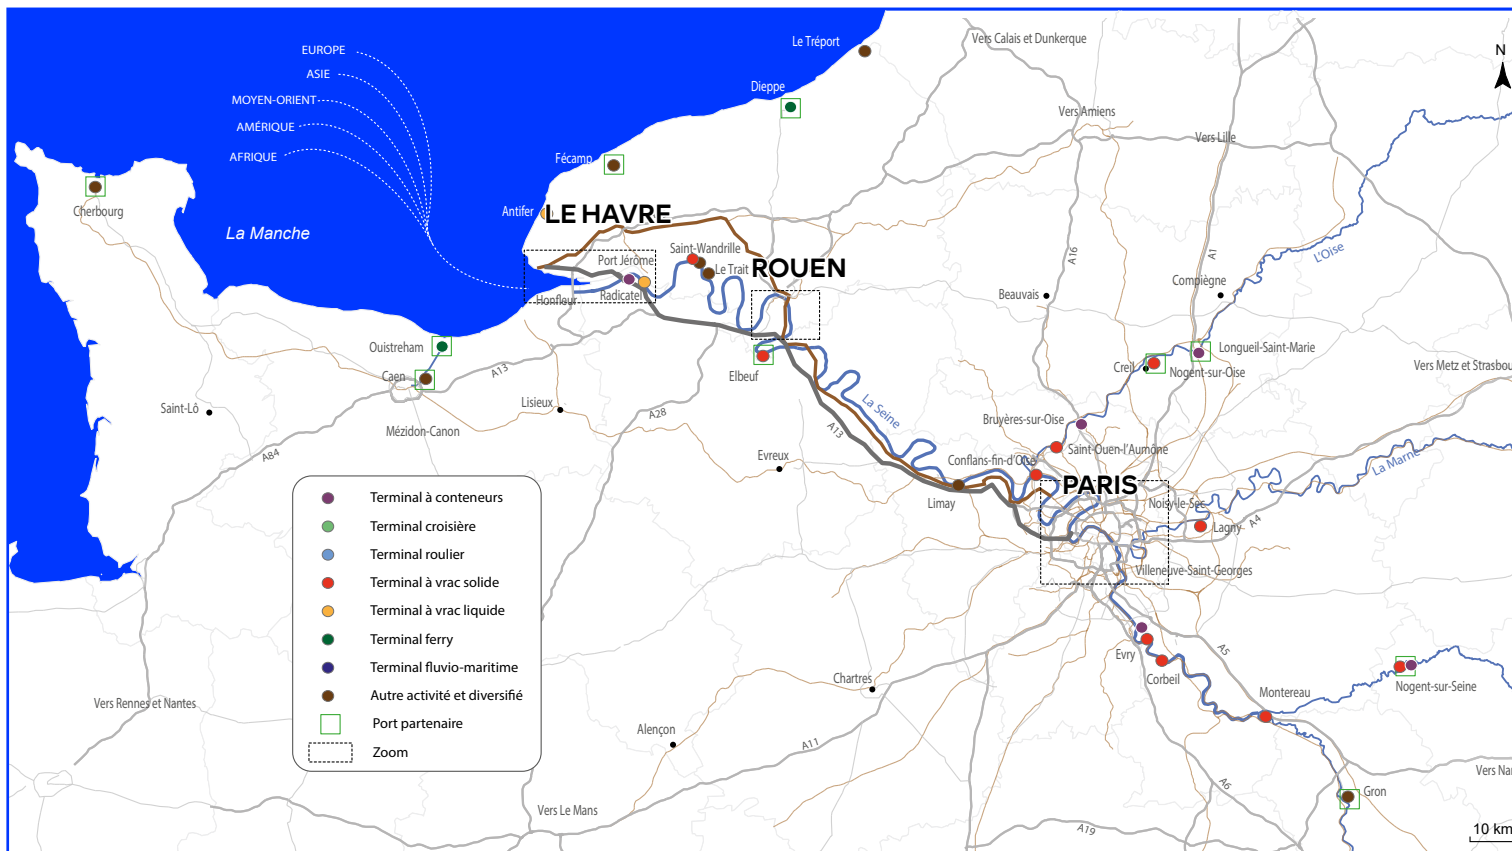 EUROPE
ASIE
MOYEN-ORIENT
AMÉRIQUE
AFRIQUE
La Manche
Le Tréport
Dieppe
Fécamp
Antifer
Cherbourg
Vers Calais et Dunkerque
Vers Amiens
Vers Lille
N
LE HAVRE
Saint-Wandrille
Port Jérôme
Le Trait
ROUEN
Radicatel
Honfleur
A16
A1
L'Oise
Compiègne
Beauvais
Ouistreham
Caen
A13
Elbeuf
Longueil-Saint-Marie
Creil
Nogent-sur-Oise
Vers Metz et Strasbou
Saint-Lô
Lisieux
A28
La Seine
A13
Mézidon-Canon
Bruyères-sur-Oise
Saint-Ouen-l'Aumône
A84
Evreux
Conflans-fin-d'Oise
La Marne
Limay
PARIS
Noisy-le-Sec
Lagny
A4
Villeneuve-Saint-Georges
Terminal à conteneurs
Terminal croisière
Terminal roulier
Terminal à vrac solide
Terminal à vrac liquide
Terminal ferry
Terminal fluvio-maritime
Autre activité et diversifié
Port partenaire
Zoom
Evry
A5
Corbeil
Chartres
Montereau
Nogent-sur-Seine
Vers Rennes et Nantes
Alençon
A11
Vers Nan
A6
Gron
Vers Le Mans
A19
10 km